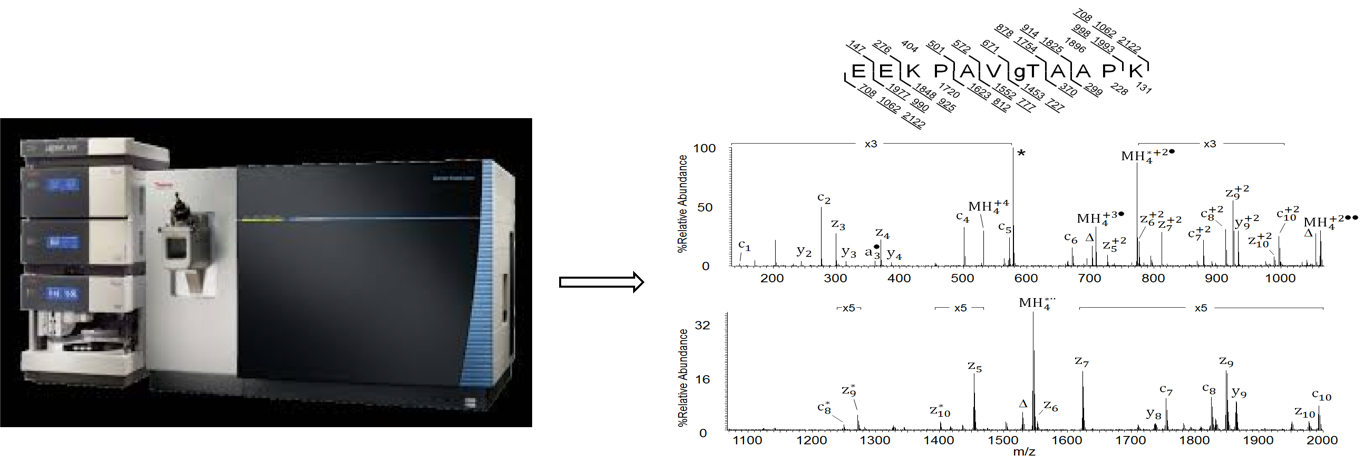 708 1062 2122
914 1825 1896 998 1993
878 1754
147 276 404 501 572 671
E E K P A V g T A A P K
1977 1848 1720 1623 1552 1453 370 299 228 131
708 990 925 812 777 727
1062
2122
x3 x3
100 * MH₄*⁺²●
50 c₂ z₃ c₄ MH₄⁺⁴ c₅ MH₄⁺³● z₆⁺² z₇⁺² c₈⁺² z₉⁺² y₉⁺² c₁₀⁺² MH₄⁺²●●
c₁ y₂ y₃ a₃● z₄ y₄ c₆ Δ z₅⁺² c₇⁺² z₁₀⁺² Δ
0
%Relative Abundance
200 300 400 500 600 700 800 900 1000
x5 x5 MH₄*¨ x5
32
16 c₈* z₉* z₁₀* z₅ Δ z₆ z₇ y₈ c₇ c₈ z₉ y₉ z₁₀ c₁₀
0
%Relative Abundance
1100 1200 1300 1400 1500 1600 1700 1800 1900 2000
m/z